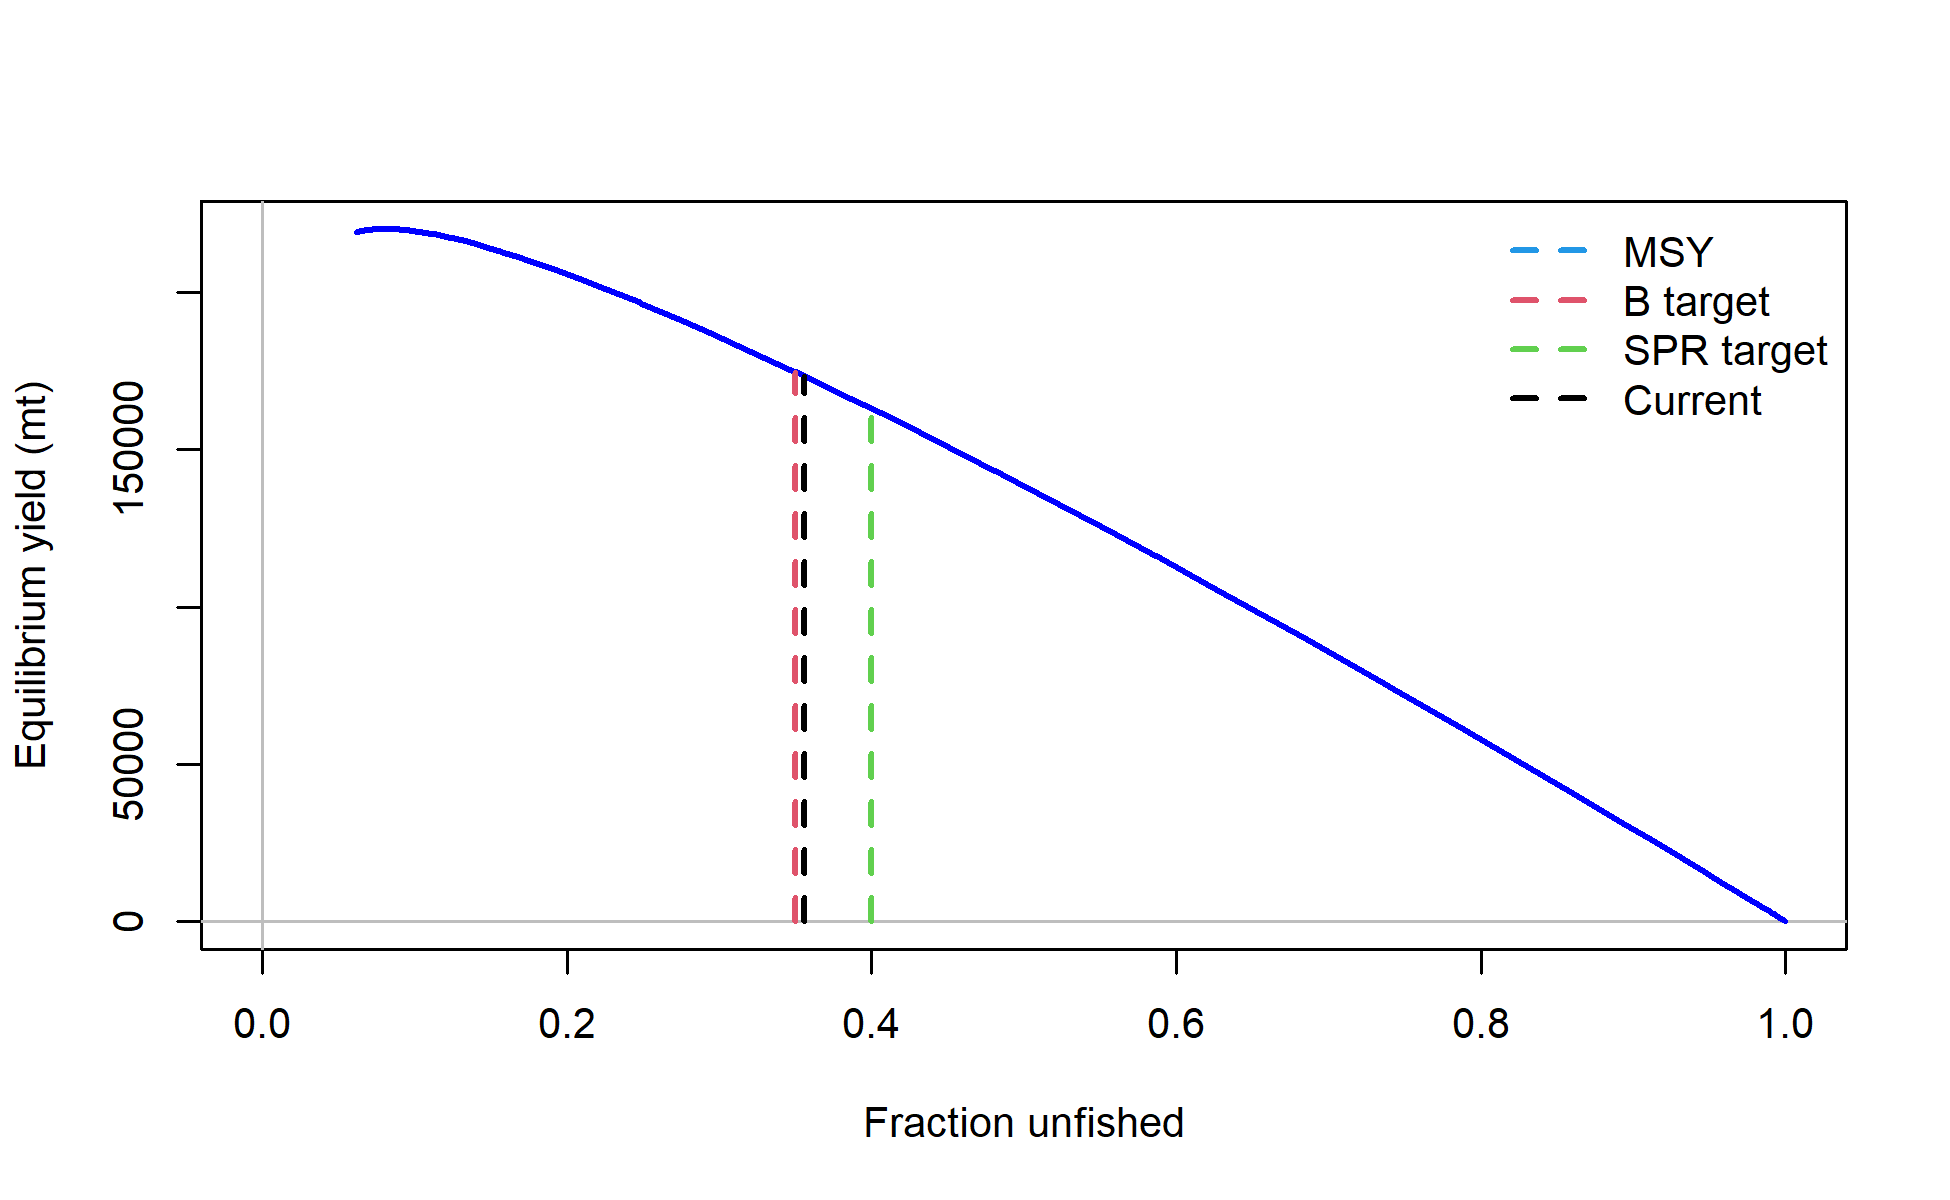 MSY
B target
SPR target
Current
Equilibrium yield (mt)
150000
50000
0
0.0 0.2 0.4 0.6 0.8 1.0
Fraction unfished